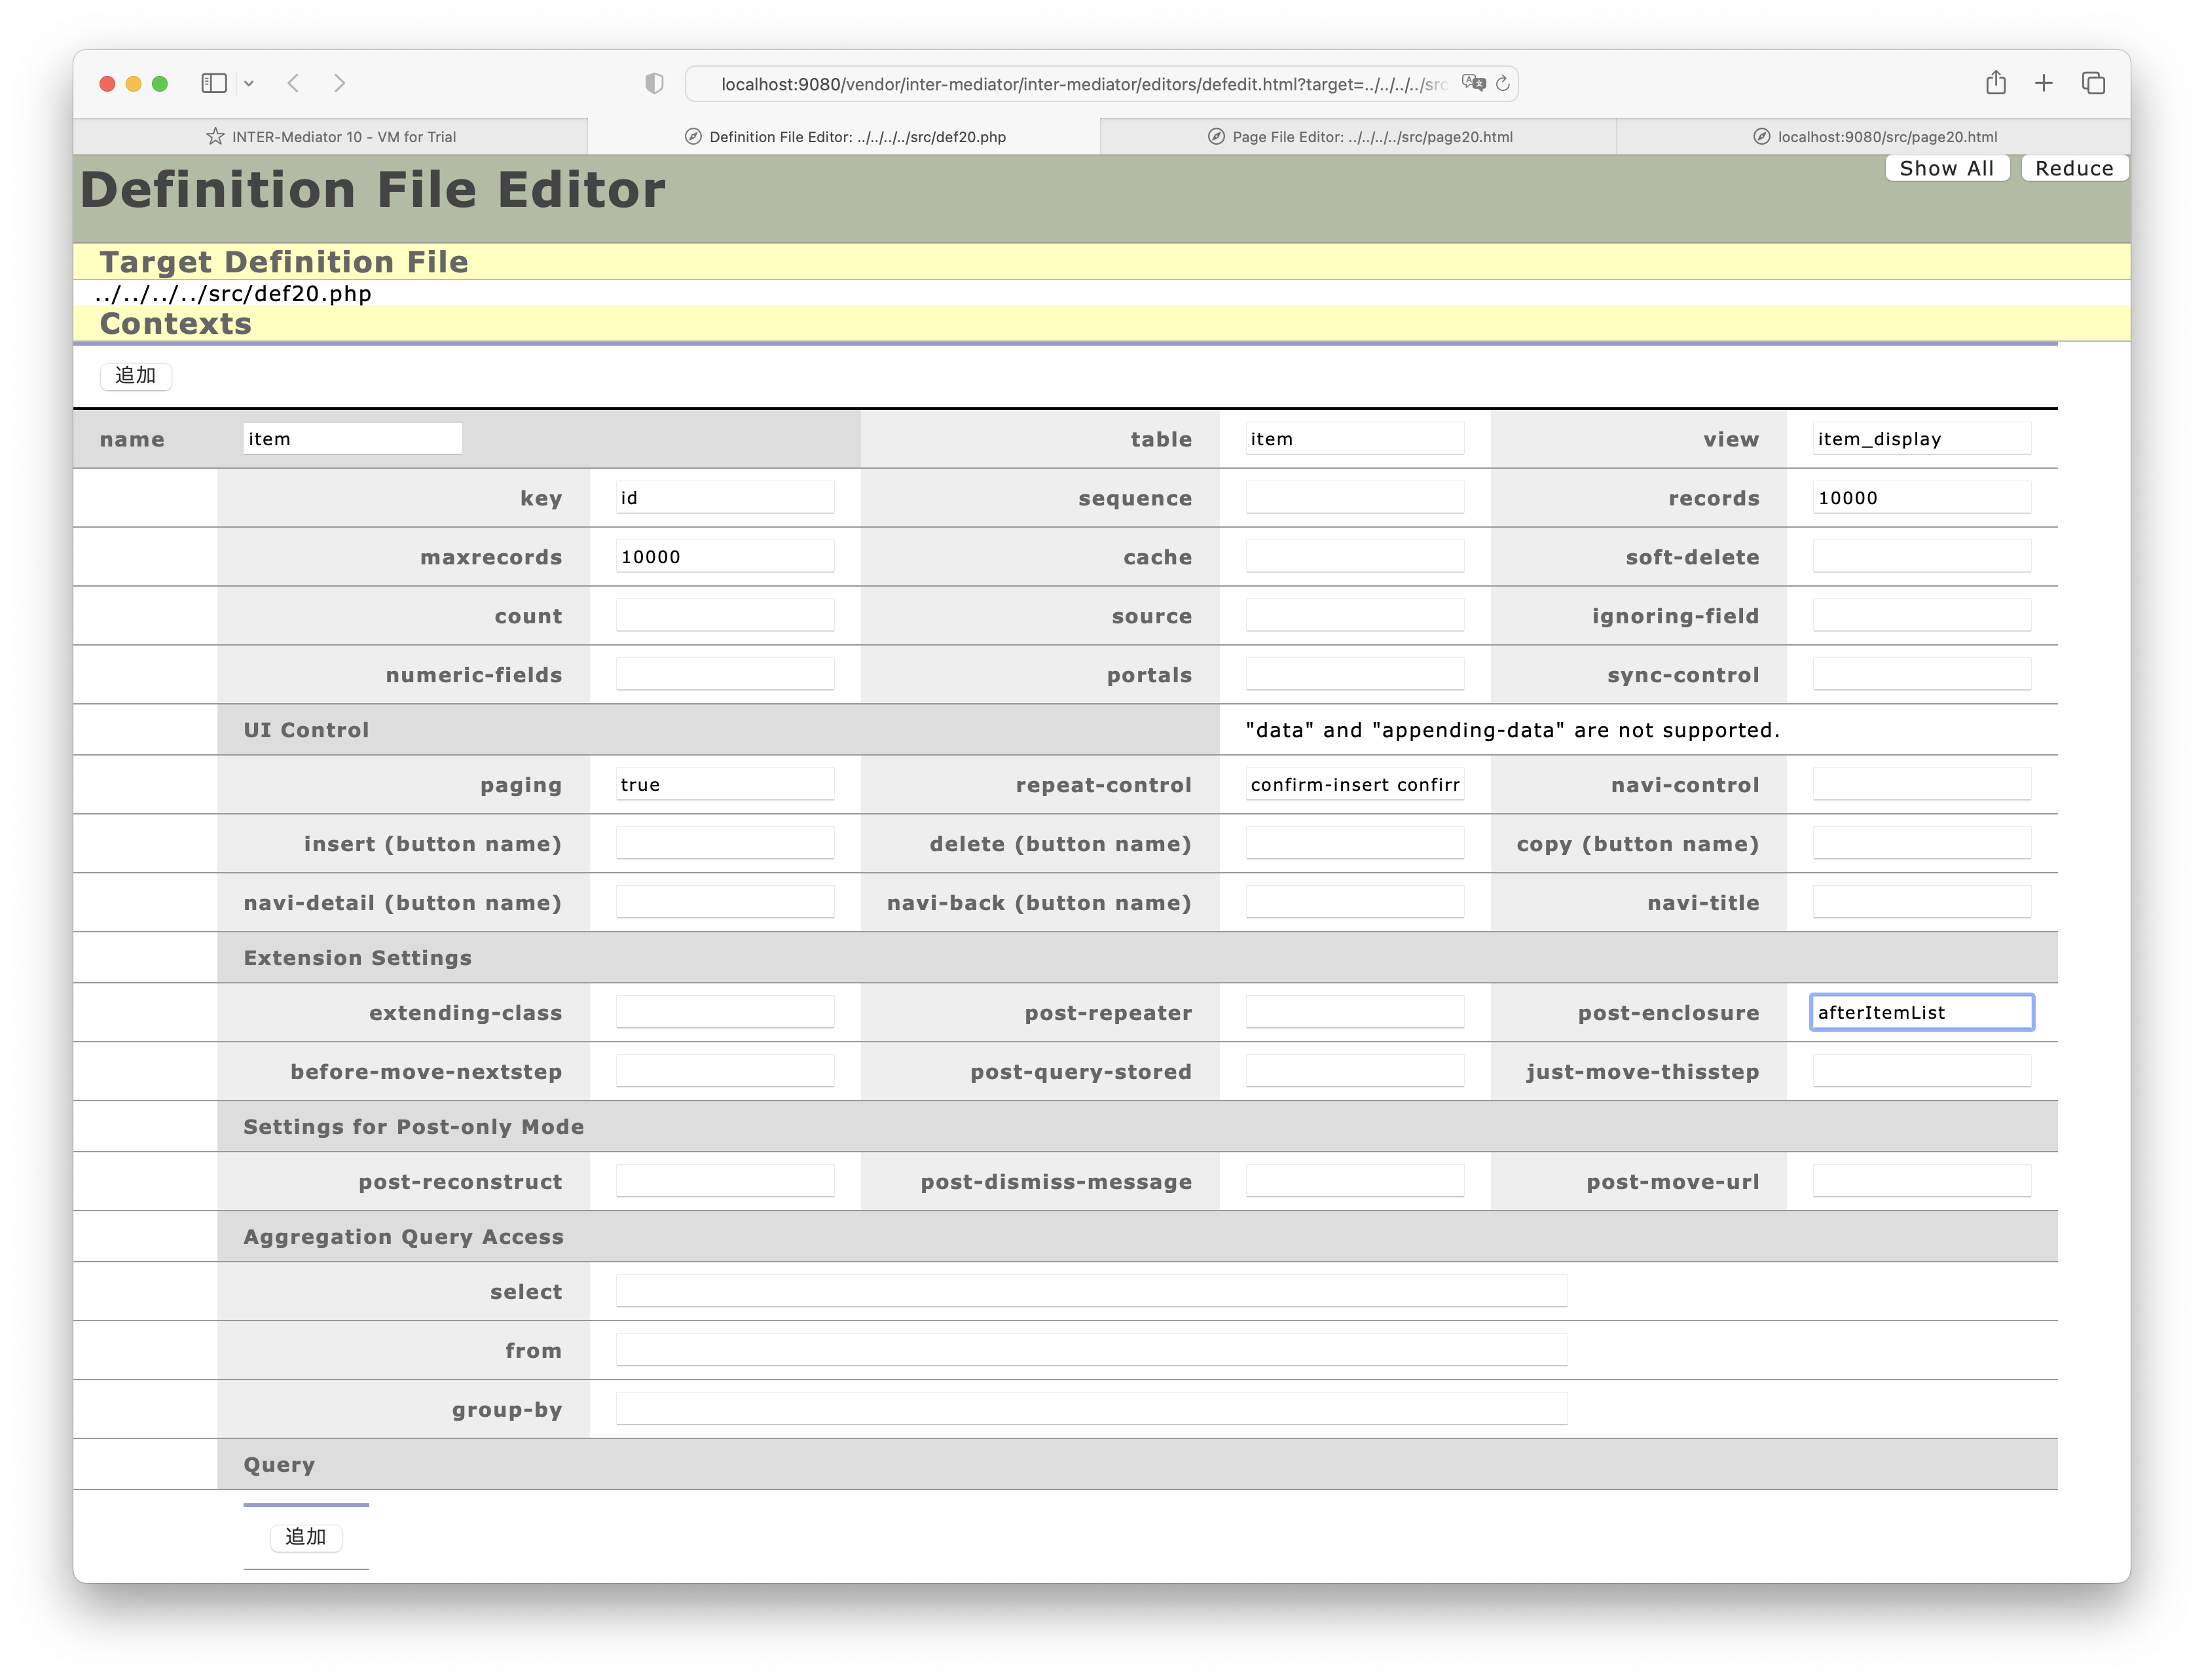 localhost:9080/vendor/inter-mediator/inter-mediator/editors/defedit.html?target=../../../../src
INTER-Mediator 10 - VM for Trial
Definition File Editor: ../../../../src/def20.php
Page File Editor: ../../../../src/page20.html
localhost:9080/src/page20.html
Definition File Editor
Show All Reduce
Target Definition File
../../../../src/def20.php
Contexts
追加
name item table item view item_display
key id sequence records 10000
maxrecords 10000 cache soft-delete
count source ignoring-field
numeric-fields portals sync-control
UI Control "data" and "appending-data" are not supported.
paging true repeat-control confirm-insert navi-control
insert (button name) delete (button name) copy (button name)
navi-detail (button name) navi-back (button name) navi-title
Extension Settings
extending-class post-repeater post-enclosure afterItemList
before-move-nextstep post-query-stored just-move-thisstep
Settings for Post-only Mode
post-reconstruct post-dismiss-message post-move-url
Aggregation Query Access
select
from
group-by
Query
追加